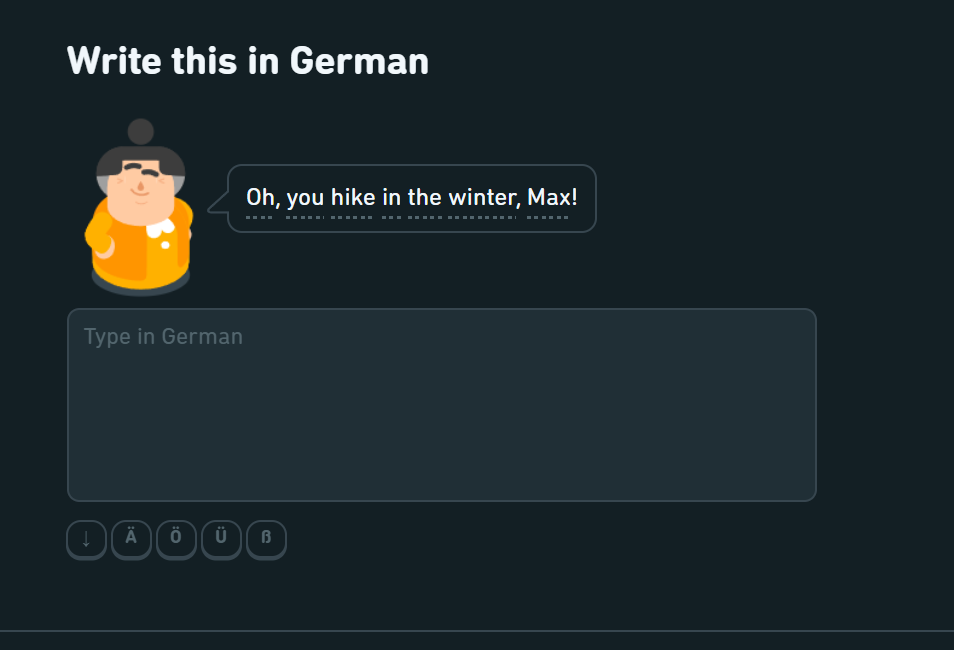 Write this in German
Oh, you hike in the winter, Max!
Type in German
↓ Ä Ö Ü ß